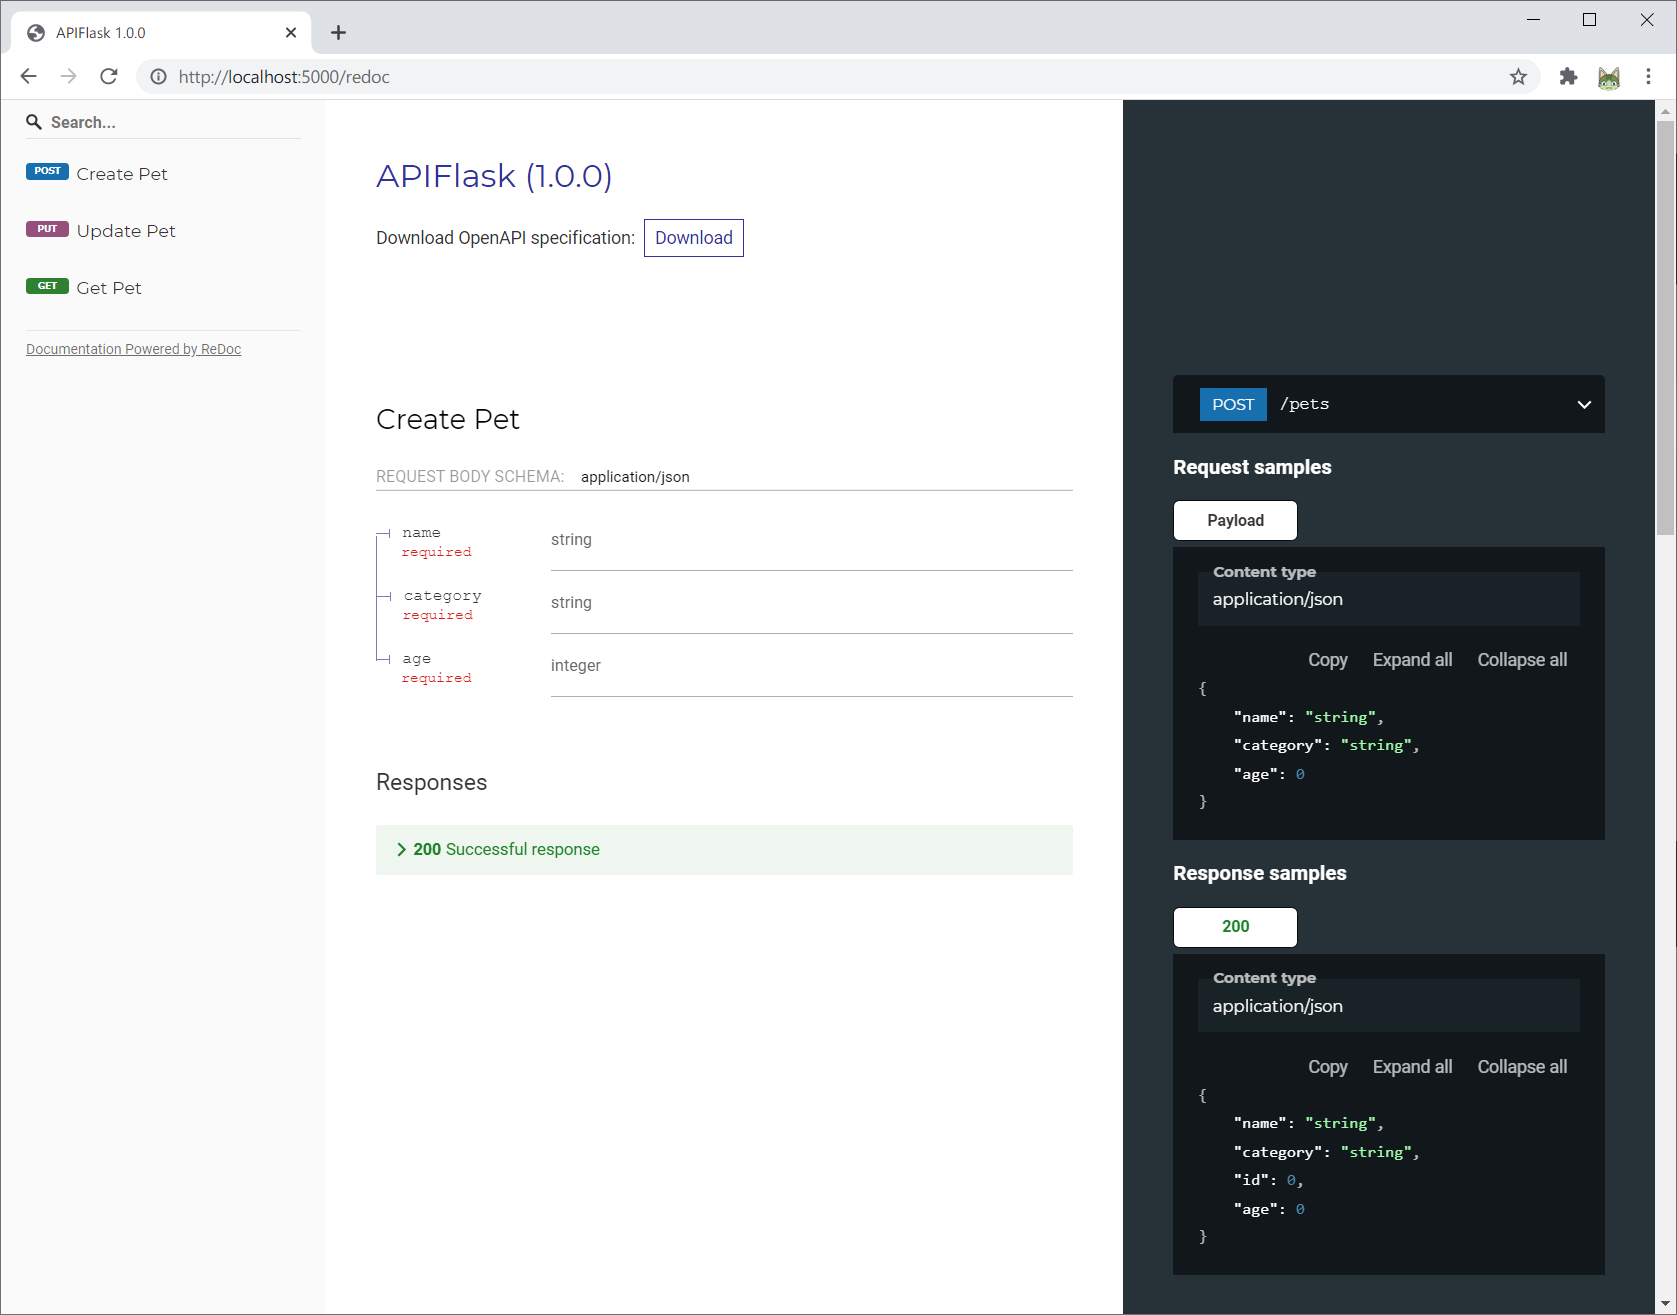 APIFlask 1.0.0
http://localhost:5000/redoc
Search...
POST Create Pet
PUT Update Pet
GET Get Pet
Documentation Powered by ReDoc
APIFlask (1.0.0)
Download OpenAPI specification: Download
Create Pet
REQUEST BODY SCHEMA: application/json
name
required
string
category
required
string
age
required
integer
Responses
200 Successful response
POST /pets
Request samples
Payload
Content type
application/json
Copy Expand all Collapse all
{
"name": "string",
"category": "string",
"age": 0
}
Response samples
200
Content type
application/json
Copy Expand all Collapse all
{
"name": "string",
"category": "string",
"id": 0,
"age": 0
}